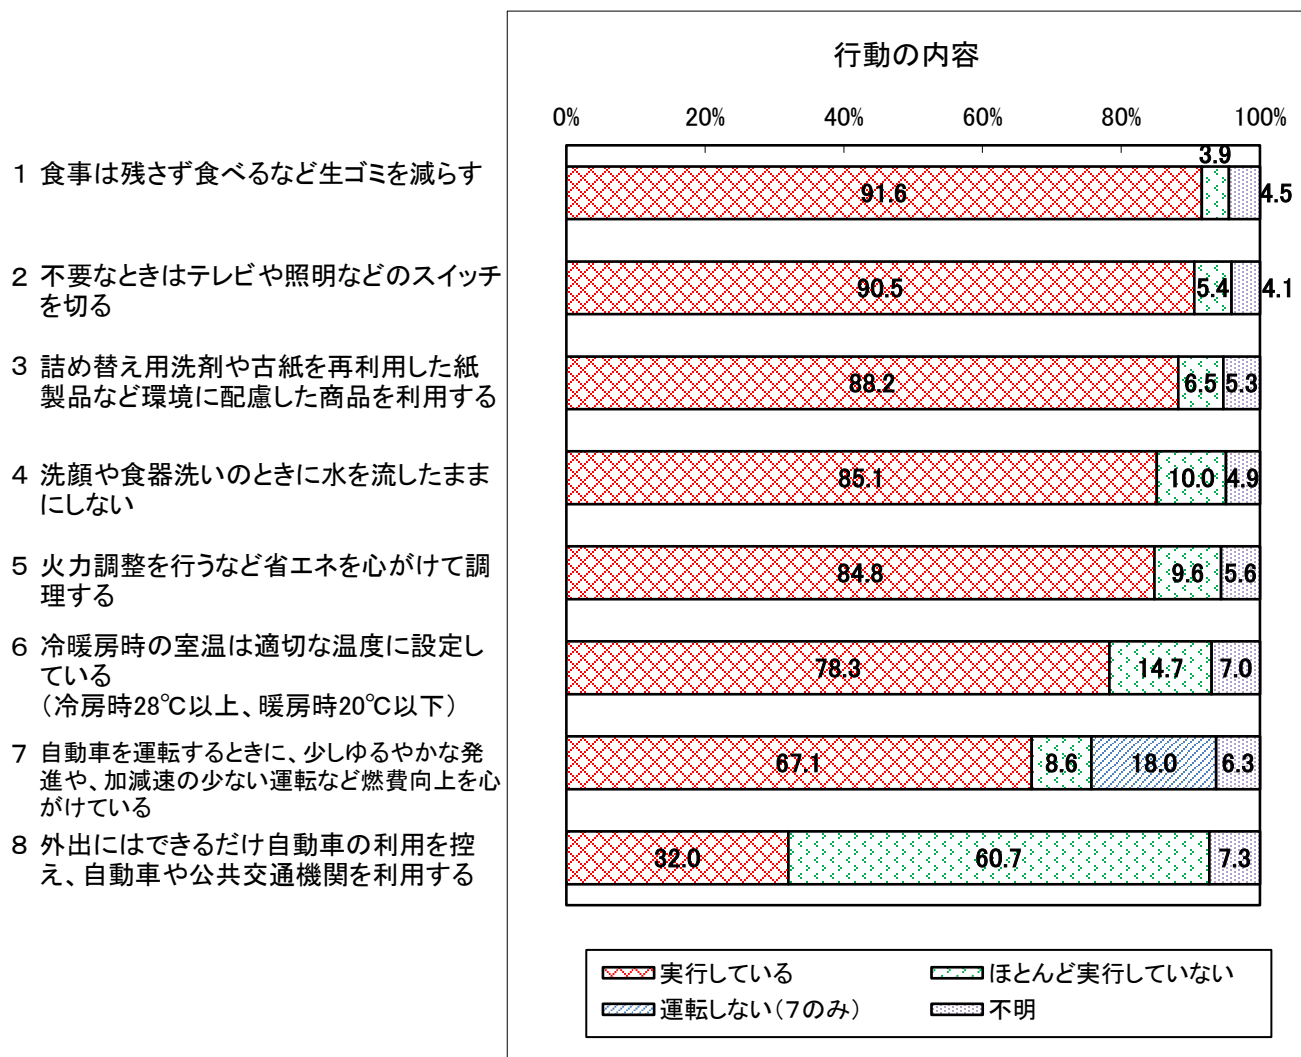 行動の内容
0% 20% 40% 60% 80% 100%
1 食事は残さず食べるなど生ゴミを減らす
91.6 3.9 4.5
2 不要なときはテレビや照明などのスイッチ
を切る
90.5 5.4 4.1
3 詰め替え用洗剤や古紙を再利用した紙
製品など環境に配慮した商品を利用する
88.2 6.5 5.3
4 洗顔や食器洗いのときに水を流したまま
にしない
85.1 10.0 4.9
5 火力調整を行うなど省エネを心がけて調
理する
84.8 9.6 5.6
6 冷暖房時の室温は適切な温度に設定し
ている
(冷房時28℃以上、暖房時20℃以下)
78.3 14.7 7.0
7 自動車を運転するときに、少しゆるやかな発
進や、加減速の少ない運転など燃費向上を心
がけている
67.1 8.6 18.0 6.3
8 外出にはできるだけ自動車の利用を控
え、自動車や公共交通機関を利用する
32.0 60.7 7.3
実行している ほとんど実行していない
運転しない(7のみ) 不明